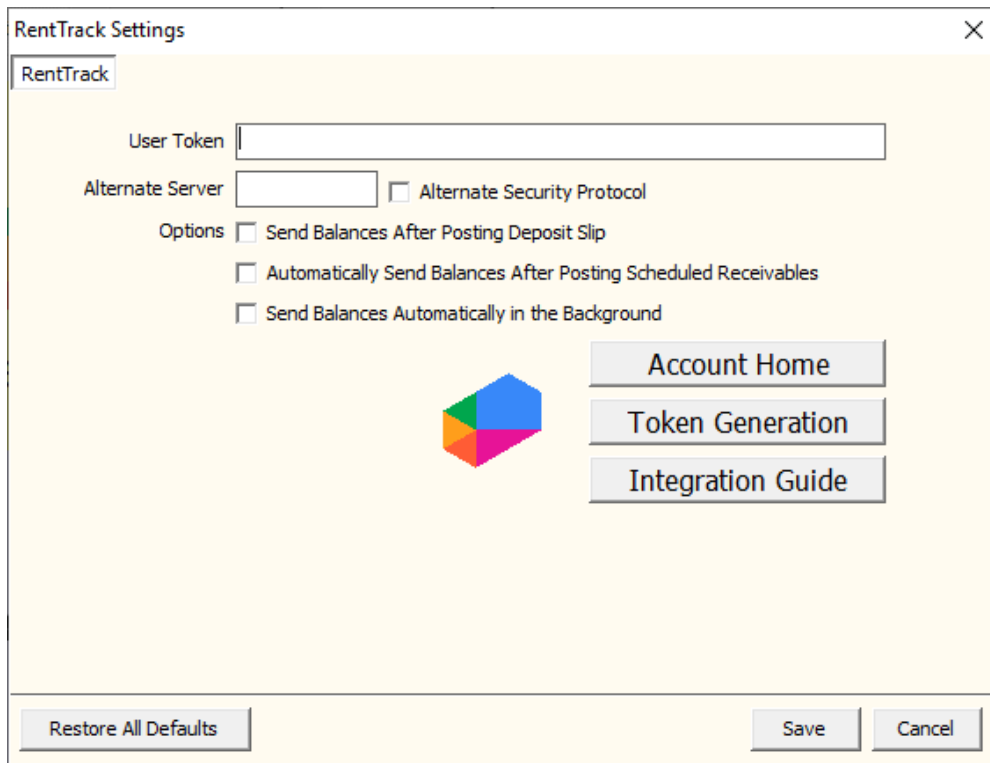 RentTrack Settings
RentTrack
User Token
Alternate Server Alternate Security Protocol
Options Send Balances After Posting Deposit Slip
Automatically Send Balances After Posting Scheduled Receivables
Send Balances Automatically in the Background
Account Home
Token Generation
Integration Guide
Restore All Defaults Save Cancel